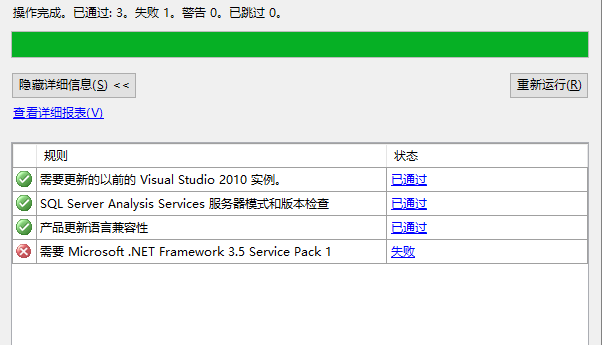 操作完成。已通过: 3。失败 1。警告 0。已跳过 0。
隐藏详细信息(S) <<
重新运行(R)
查看详细报表(V)
规则 状态
需要更新的以前的 Visual Studio 2010 实例。 已通过
SQL Server Analysis Services 服务器模式和版本检查 已通过
产品更新语言兼容性 已通过
需要 Microsoft .NET Framework 3.5 Service Pack 1 失败